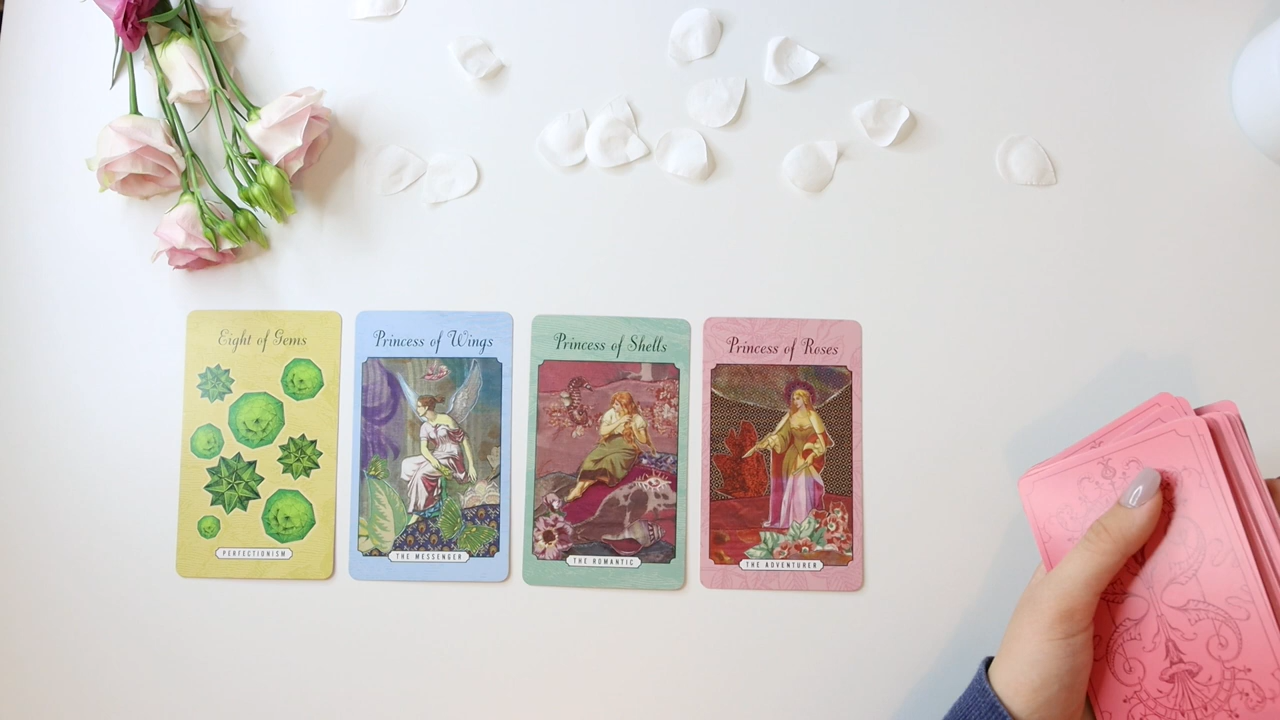 Eight of Gems
PERFECTIONISM
Princess of Wings
THE MESSENGER
Princess of Shells
THE ROMANTIC
Princess of Roses
THE ADVENTURER